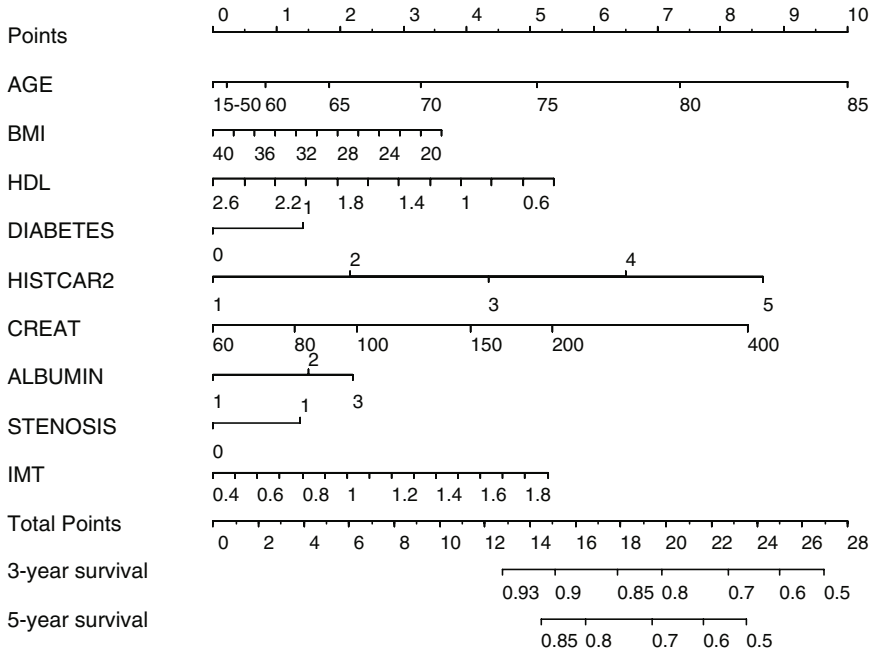 0 1 2 3 4 5 6 7 8 9 10
Points
AGE
15-50 60 65 70 75 80 85
BMI
40 36 32 28 24 20
HDL
2.6 2.2 1.8 1.4 1 0.6
1
DIABETES
0
2 4
HISTCAR2
1 3 5
CREAT
60 80 100 150 200 400
2
ALBUMIN
1 3
1
STENOSIS
0
IMT
0.4 0.6 0.8 1 1.2 1.4 1.6 1.8
Total Points
0 2 4 6 8 10 12 14 16 18 20 22 24 26 28
3-year survival
0.93 0.9 0.85 0.8 0.7 0.6 0.5
5-year survival
0.85 0.8 0.7 0.6 0.5